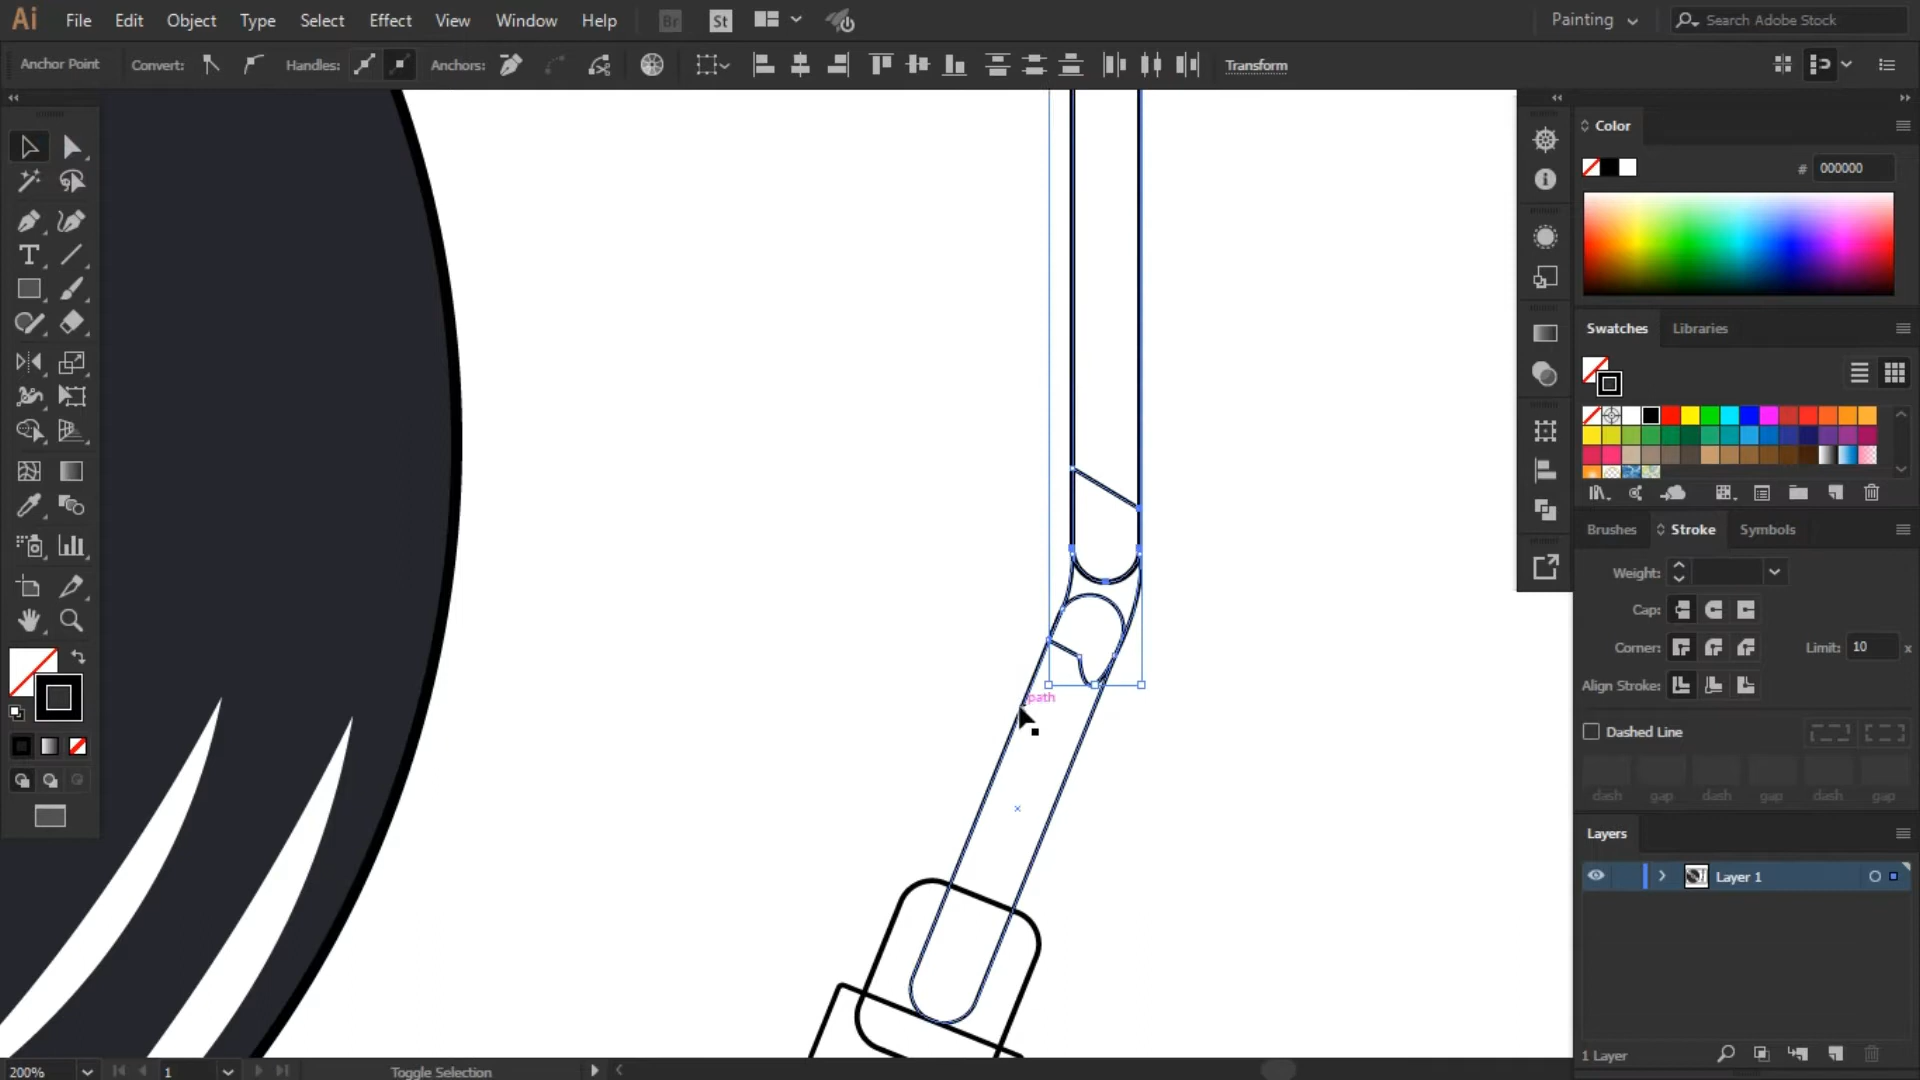 Ai File Edit Object Type Select Effect View Window Help Br St Painting Search Adobe Stock
Anchor Point Convert: Handles: Anchors: Transform
Color
# 000000
Swatches Libraries
Brushes Stroke Symbols
Weight:
Cap:
Corner: Limit: 10 x
Align Stroke:
path
Dashed Line
dash gap dash gap dash gap
Layers
Layer 1
1 Layer
200% 1 Toggle Selection